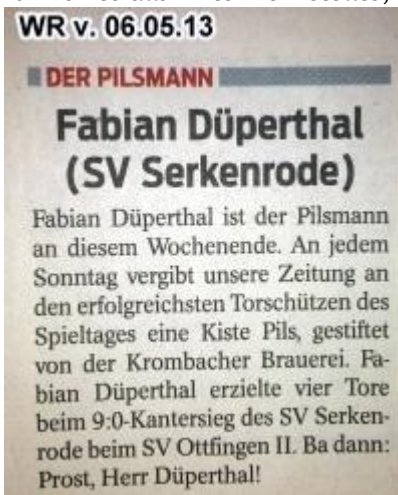 WR v. 06.05.13
DER PILSMANN
Fabian Düperthal
(SV Serkenrode)
Fabian Düperthal ist der Pilsmann
an diesem Wochenende. An jedem
Sonntag vergibt unsere Zeitung an
den erfolgreichsten Torschützen des
Spieltages eine Kiste Pils, gestiftet
von der Krombacher Brauerei. Fa-
bian Düperthal erzielte vier Tore
beim 9:0-Kantersieg des SV Serken-
rode beim SV Ottfingen II. Ba dann:
Prost, Herr Düperthal!